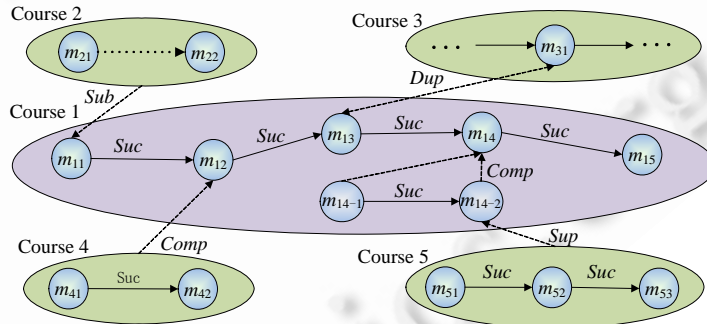 Course 2
Course 3
m21
m22
. . .
m31
. . .
Sub
Dup
Course 1
m11
Suc
m12
Suc
m13
Suc
m14
Suc
m15
Comp
m14-1
Suc
m14-2
Course 4
Comp
Course 5
Sup
m41
Suc
m42
m51
Suc
m52
Suc
m53